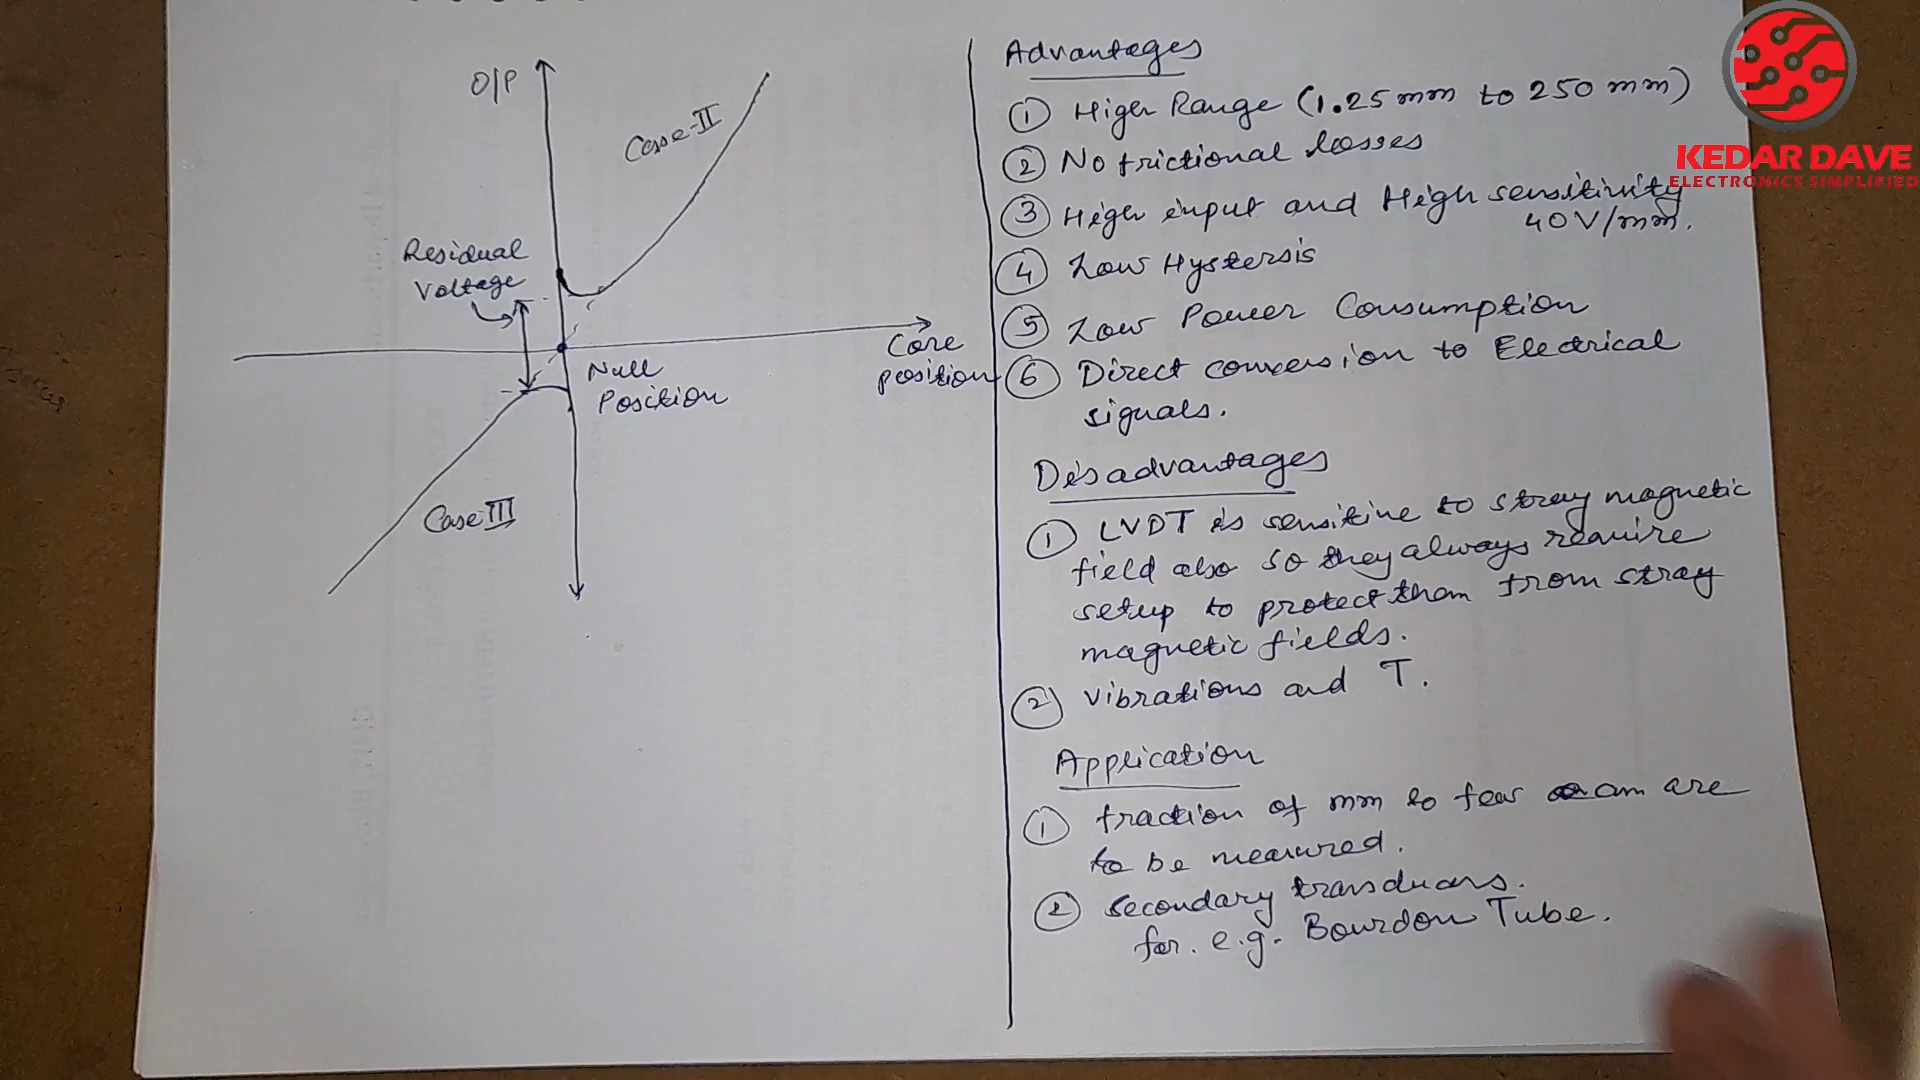 O/P
Case-II
Residual
Voltage
Core
position
Null
Position
Case III
Advantages
① High Range (1.25 mm to 250 mm)
② No frictional losses
③ High input and High sensitivity
40V/mm.
④ Low Hystersis
⑤ Low Power Consumption
⑥ Direct conversion to Electrical
signals.
Disadvantages
① LVDT is sensitive to stray magnetic
field also so they always require
setup to protect them from stray
magnetic fields.
② Vibrations and T.
Application
① fraction of mm to few cm are
to be measured.
② Secondary transducers.
for. e.g. Bourdon Tube.
KEDAR DAVE
ELECTRONICS SIMPLIFIED